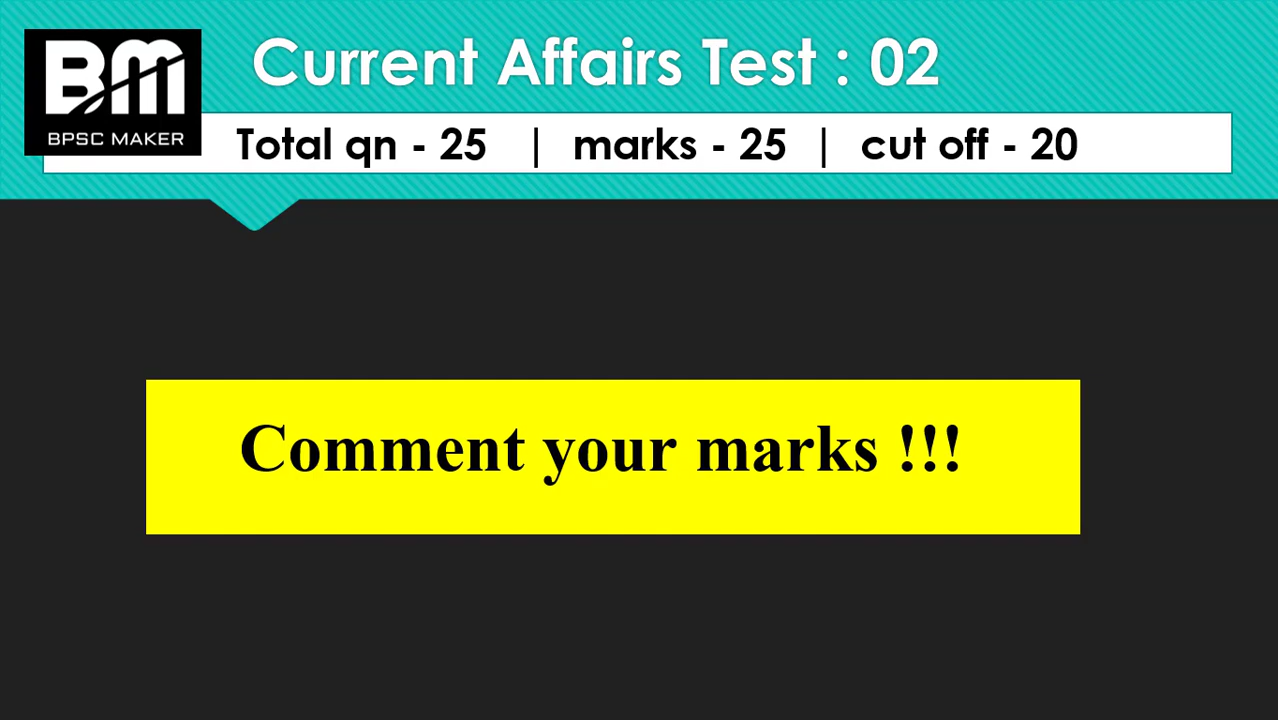 BM
BPSC MAKER
Current Affairs Test : 02
Total qn - 25 | marks - 25 | cut off - 20
Comment your marks !!!